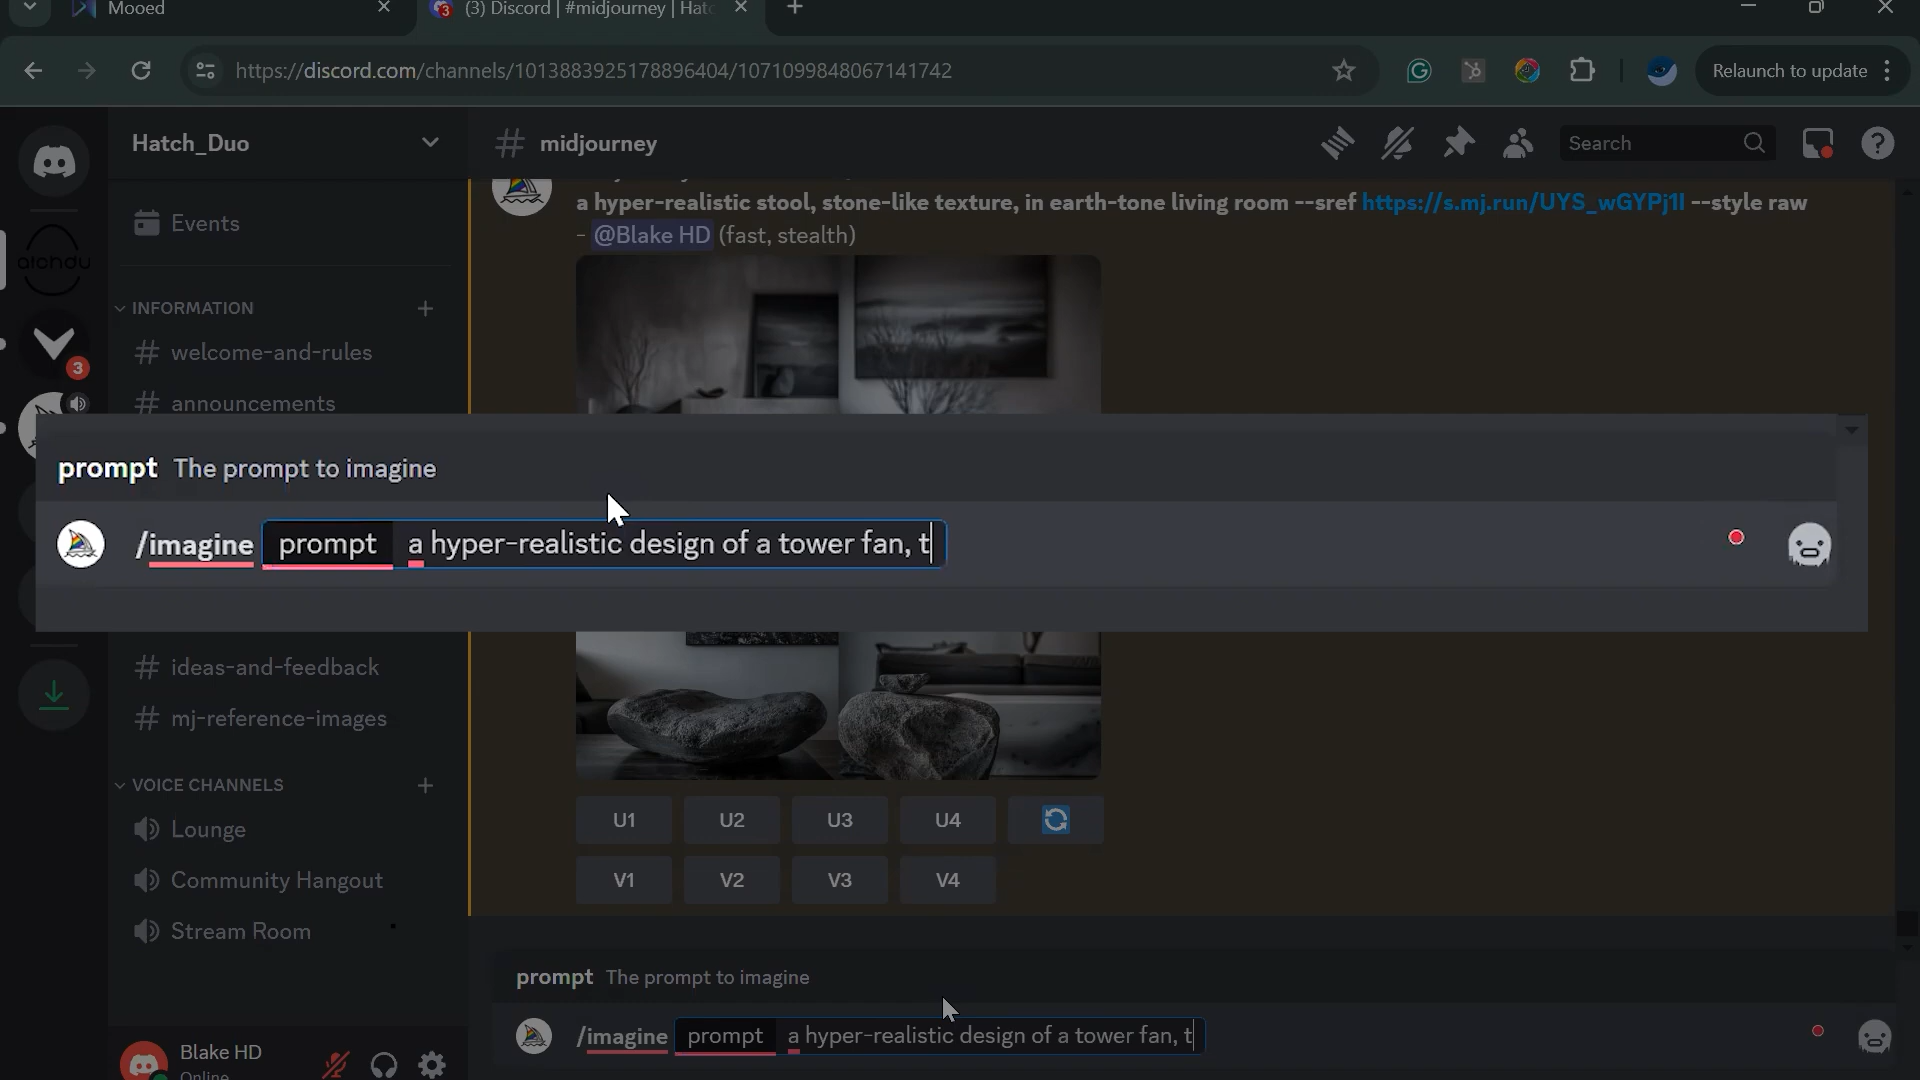 Mooed
(3) Discord | #midjourney | Hatc
https://discord.com/channels/1013883925178896404/1071099848067141742
Relaunch to update
Hatch_Duo
# midjourney
Search
Events
a hyper-realistic stool, stone-like texture, in earth-tone living room --sref https://s.mj.run/UYS_wGYPj1I --style raw
- @Blake HD (fast, stealth)
aichdu
INFORMATION
# welcome-and-rules
3
# announcements
prompt The prompt to imagine
/imagine prompt a hyper-realistic design of a tower fan, t
# ideas-and-feedback
# mj-reference-images
VOICE CHANNELS
Lounge
Community Hangout
Stream Room
U1 U2 U3 U4
V1 V2 V3 V4
prompt The prompt to imagine
/imagine prompt a hyper-realistic design of a tower fan, t
Blake HD
Online